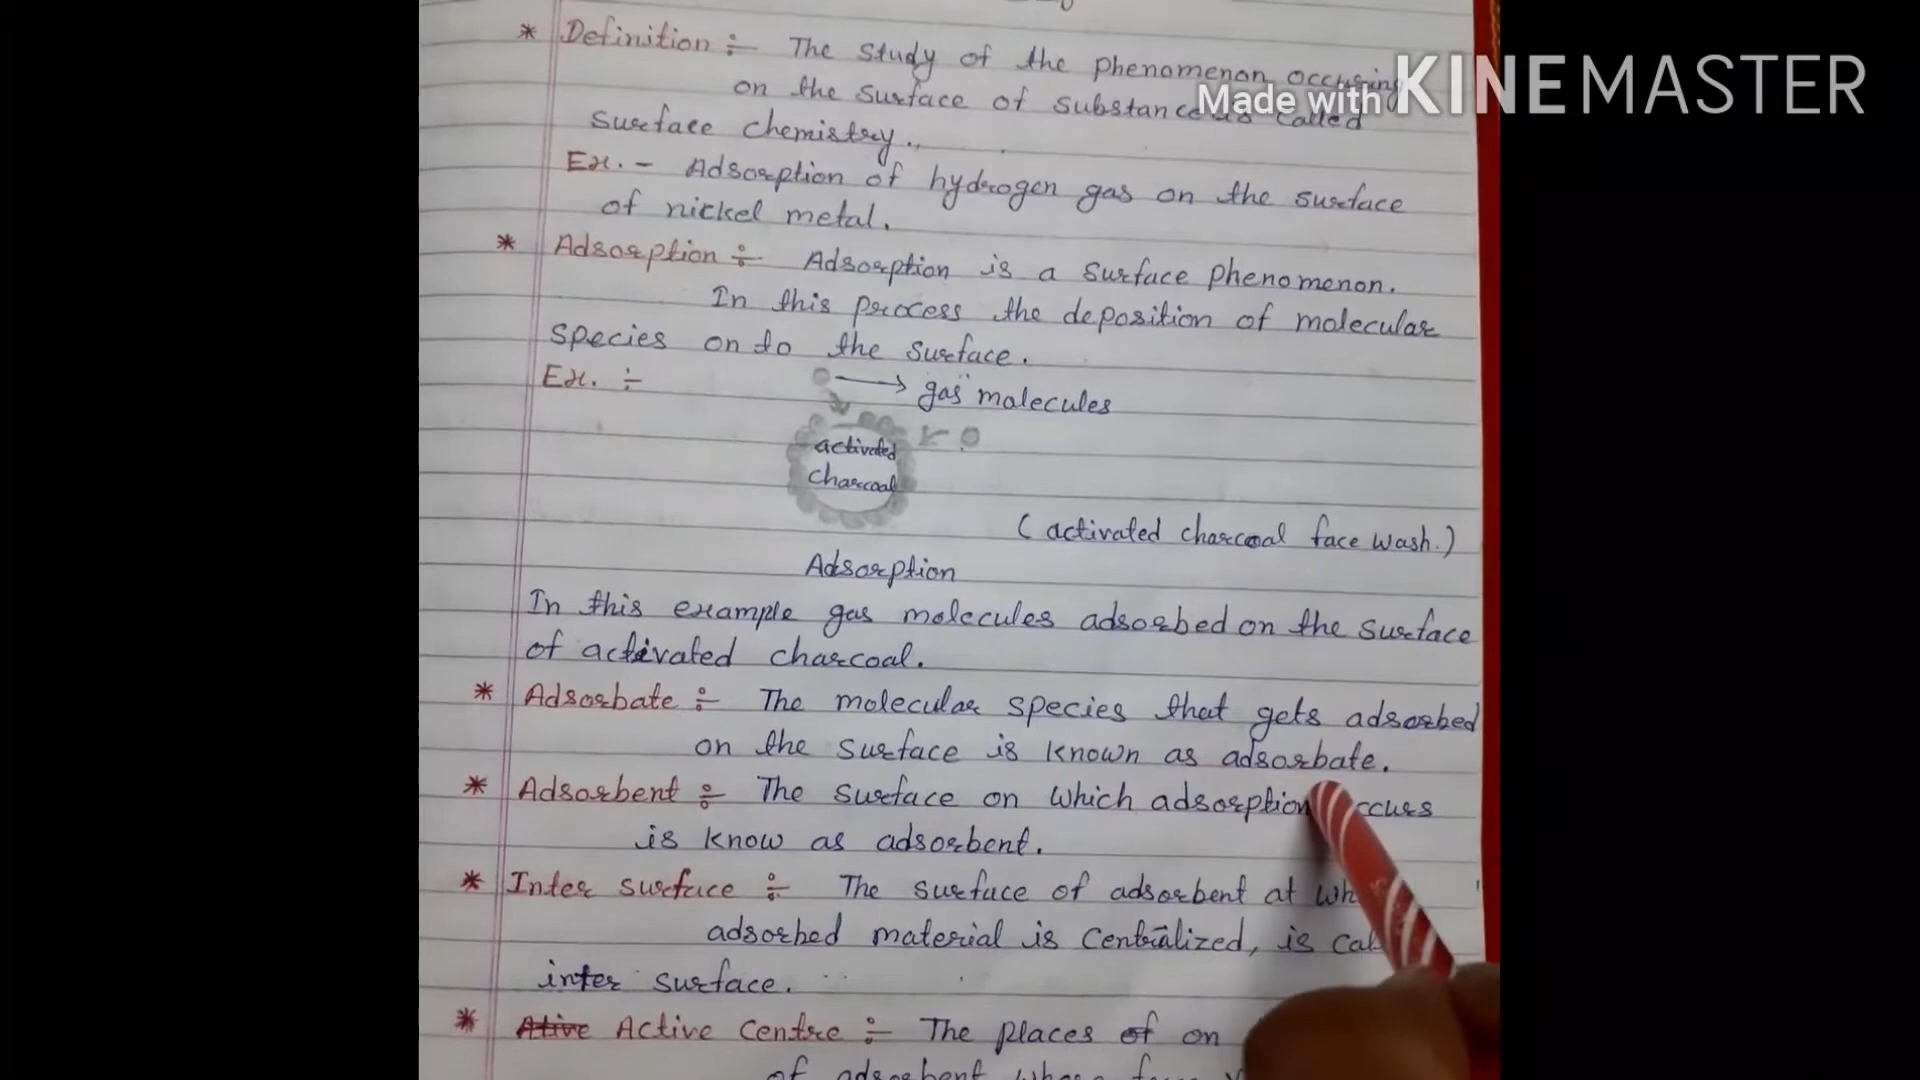 * Definition ÷ The study of the phenomenon occuring
on the surface of substance is called
surface chemistry..
Ex. - Adsorption of hydrogen gas on the surface
of nickel metal.
* Adsorption ÷ Adsorption is a surface phenomenon.
In this process the deposition of molecular
species on to the surface.
Ex. ÷ → gas molecules
activated
charcoal
(activated charcoal face wash.)
Adsorption
In this example gas molecules adsorbed on the surface
of activated charcoal.
* Adsorbate ÷ The molecular species that gets adsorbed
on the surface is known as adsorbate.
* Adsorbent ÷ The surface on which adsorption occurs
is know as adsorbent.
* Inter surface ÷ The surface of adsorbent at
adsorbed material is centralized, is
inter surface.
* Active Centre ÷ The places of on
of adsorbent
Made with KINEMASTER